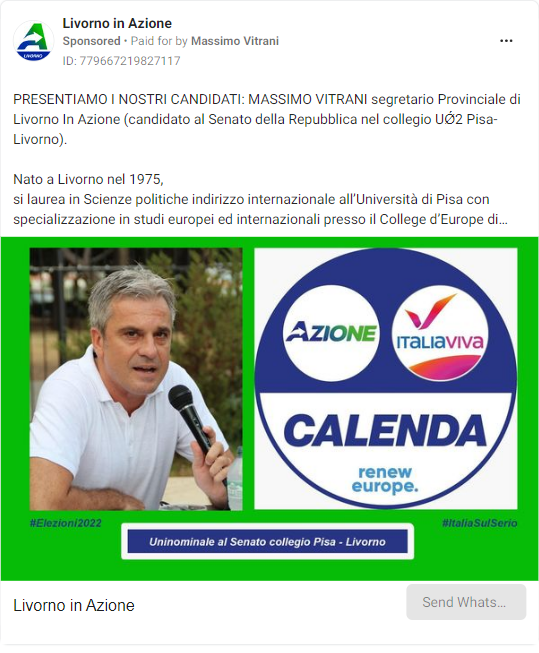 Livorno in Azione
Sponsored • Paid for by Massimo Vitrani
ID: 779667219827117
PRESENTIAMO I NOSTRI CANDIDATI: MASSIMO VITRANI segretario Provinciale di
Livorno In Azione (candidato al Senato della Repubblica nel collegio UØ2 Pisa-
Livorno).
Nato a Livorno nel 1975,
si laurea in Scienze politiche indirizzo internazionale all’Università di Pisa con
specializzazione in studi europei ed internazionali presso il College d’Europe di…
AZIONE
ITALIAVIVA
CALENDA
renew
europe.
#Elezioni2022
#ItaliaSulSerio
Uninominale al Senato collegio Pisa - Livorno
Livorno in Azione
Send Whats…
LIVORNO